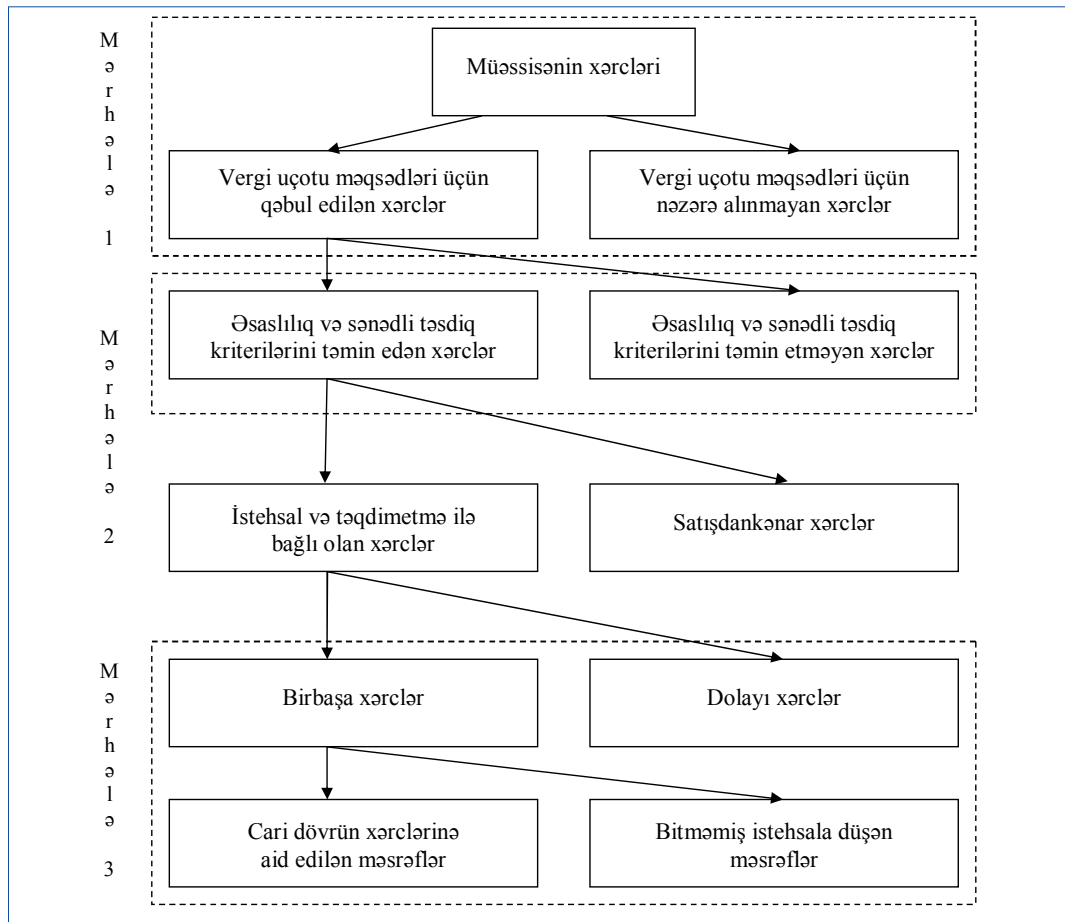 Mərhələ 1
Müəssisənin xərcləri
Vergi uçotu məqsədləri üçün
qəbul edilən xərclər
Vergi uçotu məqsədləri üçün
nəzərə alınmayan xərclər
Mərhələ 2
Əsaslılıq və sənədli təsdiq
kriterilərini təmin edən xərclər
Əsaslılıq və sənədli təsdiq
kriterilərini təmin etməyən xərclər
İstehsal və təqdimetmə ilə
bağlı olan xərclər
Satışdankənar xərclər
Mərhələ 3
Birbaşa xərclər
Dolayı xərclər
Cari dövrün xərclərinə
aid edilən məsrəflər
Bitməmiş istehsala düşən
məsrəflər